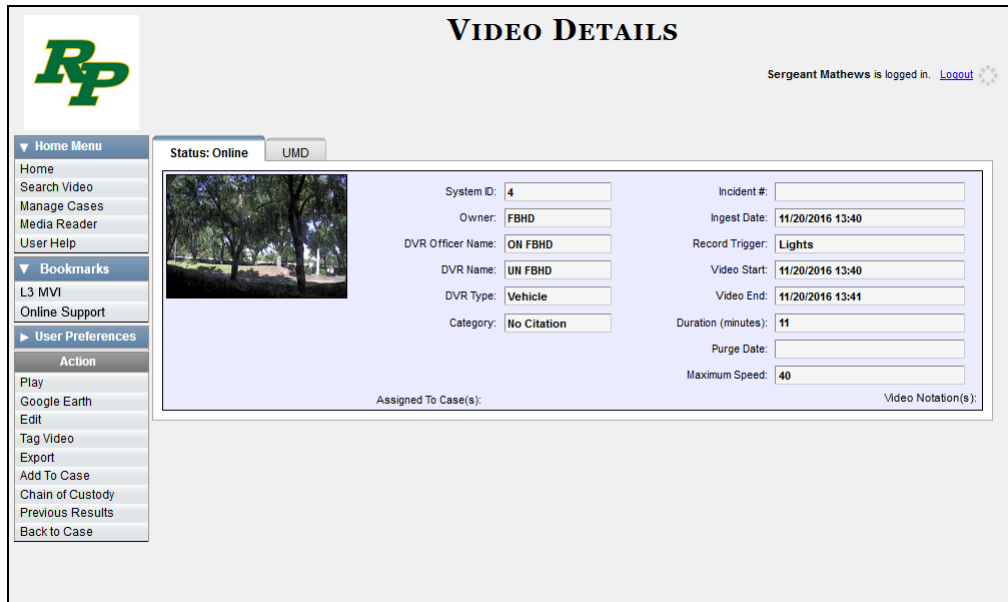 VIDEO DETAILS
RP
Sergeant Mathews is logged in. Logout
▼ Home Menu
Home
Search Video
Manage Cases
Media Reader
User Help
▼ Bookmarks
L3 MVI
Online Support
▶ User Preferences
Action
Play
Google Earth
Edit
Tag Video
Export
Add To Case
Chain of Custody
Previous Results
Back to Case
Status: Online
UMD
System ID: 4
Owner: FBHD
DVR Officer Name: ON FBHD
DVR Name: UN FBHD
DVR Type: Vehicle
Category: No Citation
Incident #:
Ingest Date: 11/20/2016 13:40
Record Trigger: Lights
Video Start: 11/20/2016 13:40
Video End: 11/20/2016 13:41
Duration (minutes): 11
Purge Date:
Maximum Speed: 40
Assigned To Case(s):
Video Notation(s):